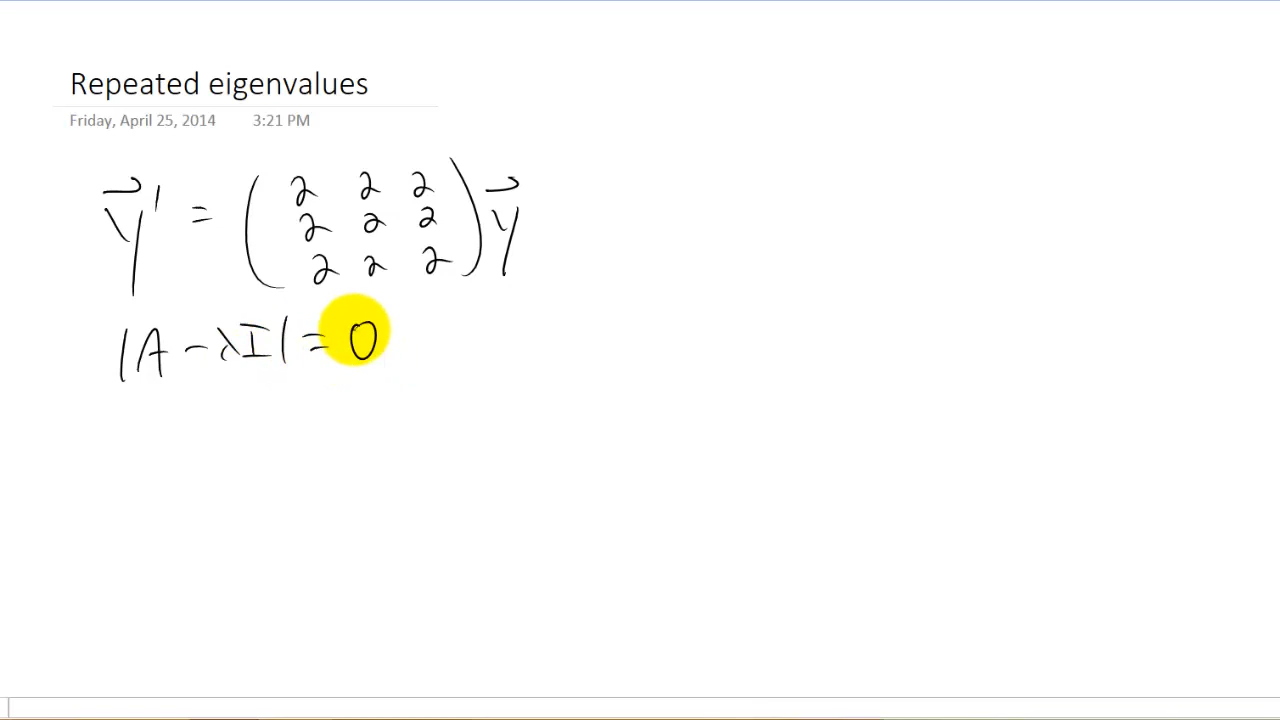 Repeated eigenvalues
Friday, April 25, 2014 3:21 PM
y⃗' = ( 2 2 2
2 2 2
2 2 2 ) y⃗
|A - λI| = 0